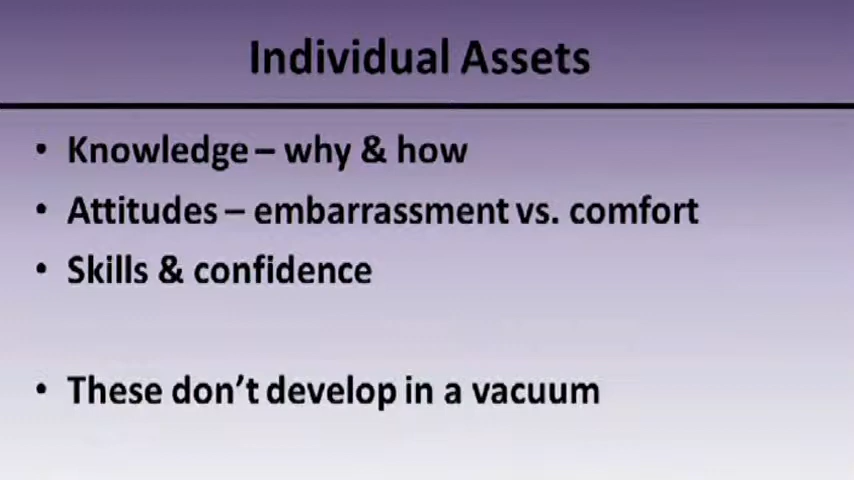 Individual Assets
• Knowledge – why & how
• Attitudes – embarrassment vs. comfort
• Skills & confidence
• These don’t develop in a vacuum